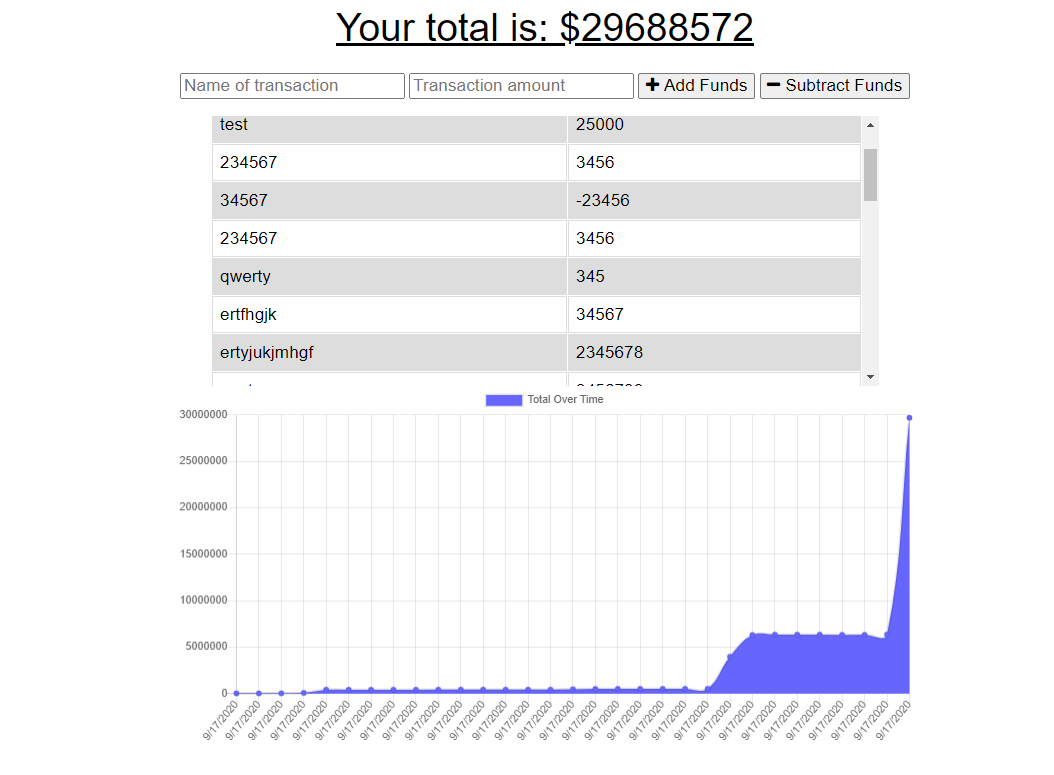 Your total is: $29688572
Name of transaction Transaction amount Add Funds Subtract Funds
test 25000
234567 3456
34567 -23456
234567 3456
qwerty 345
ertfhgjk 34567
ertyjukjmhgf 2345678
Total Over Time
30000000
25000000
20000000
15000000
10000000
5000000
0
9/17/2020 9/17/2020 9/17/2020 9/17/2020 9/17/2020 9/17/2020 9/17/2020 9/17/2020 9/17/2020 9/17/2020 9/17/2020 9/17/2020 9/17/2020 9/17/2020 9/17/2020 9/17/2020 9/17/2020 9/17/2020 9/17/2020 9/17/2020 9/17/2020 9/17/2020 9/17/2020 9/17/2020 9/17/2020 9/17/2020 9/17/2020 9/17/2020 9/17/2020 9/17/2020 9/17/2020